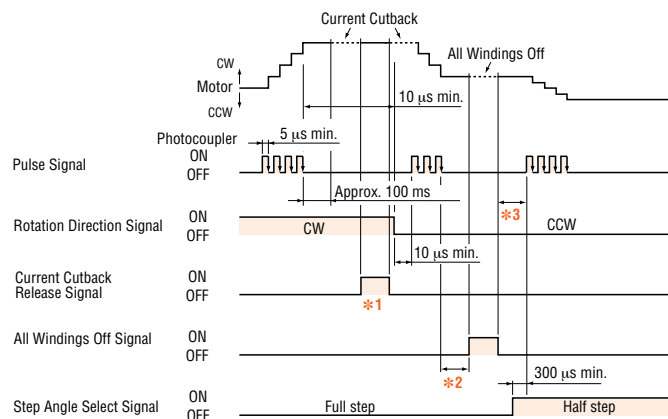 Current Cutback
All Windings Off
CW
Motor
CCW
10 µs min.
Photocoupler
5 µs min.
Pulse Signal
ON
OFF
Approx. 100 ms
*3
Rotation Direction Signal
ON
OFF
CW
CCW
10 µs min.
Current Cutback
Release Signal
ON
OFF
*1
All Windings Off Signal
ON
OFF
*2
300 µs min.
Step Angle Select Signal
ON
OFF
Full step
Half step